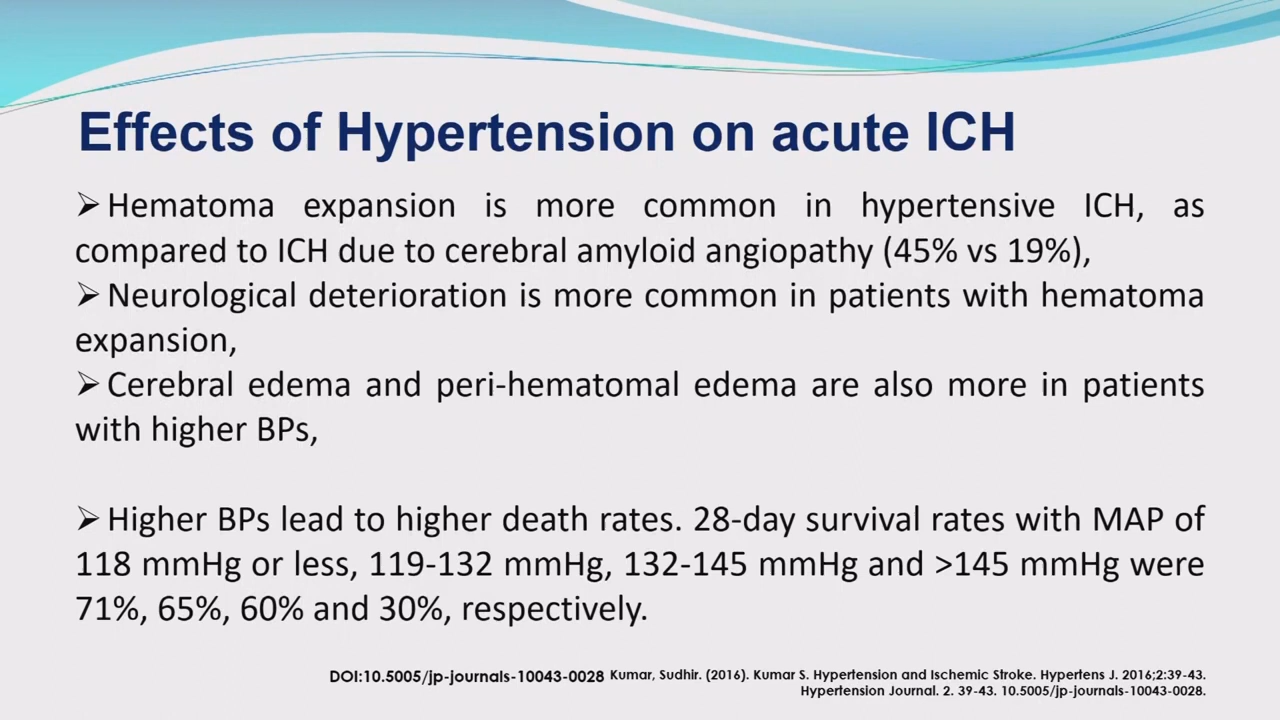 Effects of Hypertension on acute ICH
➢Hematoma expansion is more common in hypertensive ICH, as
compared to ICH due to cerebral amyloid angiopathy (45% vs 19%),
➢Neurological deterioration is more common in patients with hematoma
expansion,
➢Cerebral edema and peri-hematomal edema are also more in patients
with higher BPs,
➢Higher BPs lead to higher death rates. 28-day survival rates with MAP of
118 mmHg or less, 119-132 mmHg, 132-145 mmHg and >145 mmHg were
71%, 65%, 60% and 30%, respectively.
DOI:10.5005/jp-journals-10043-0028 Kumar, Sudhir. (2016). Kumar S. Hypertension and Ischemic Stroke. Hypertens J. 2016;2:39-43.
Hypertension Journal. 2. 39-43. 10.5005/jp-journals-10043-0028.